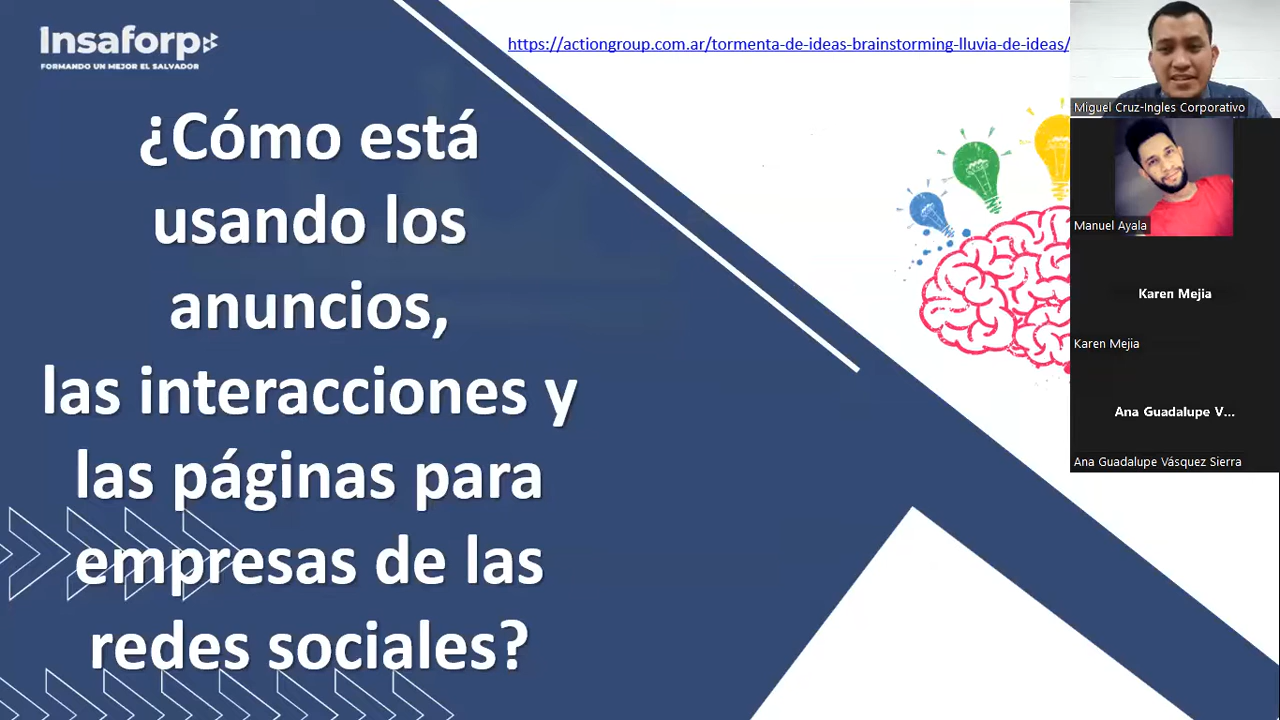 Insaforp
FORMANDO UN MEJOR EL SALVADOR
https://actiongroup.com.ar/tormenta-de-ideas-brainstorming-lluvia-de-ideas/
¿Cómo está
usando los
anuncios,
las interacciones y
las páginas para
empresas de las
redes sociales?
Miguel Cruz-Ingles Corporativo
Manuel Ayala
Karen Mejia
Karen Mejia
Ana Guadalupe V...
Ana Guadalupe Vásquez Sierra